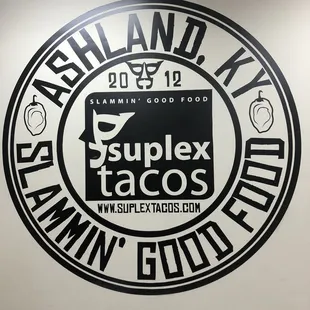 ASHLAND, KY
20 12
SLAMMIN' GOOD FOOD
suplex
tacos
WWW.SUPLEXTACOS.COM
SLAMMIN' GOOD FOOD